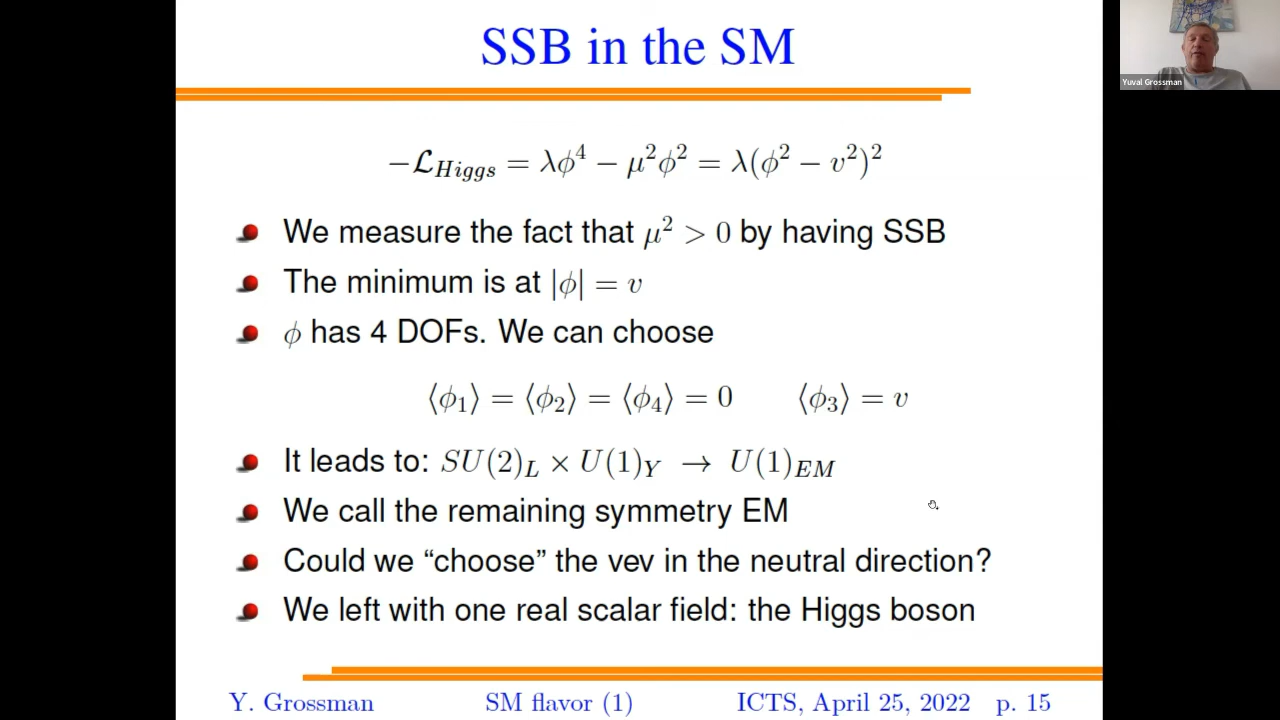 SSB in the SM
Yuval Grossman
−𝓛_Higgs = λϕ⁴ − μ²ϕ² = λ(ϕ² − v²)²
We measure the fact that μ² > 0 by having SSB
The minimum is at |ϕ| = v
ϕ has 4 DOFs. We can choose
⟨ϕ₁⟩ = ⟨ϕ₂⟩ = ⟨ϕ₄⟩ = 0 ⟨ϕ₃⟩ = v
It leads to: SU(2)_L × U(1)_Y → U(1)_EM
We call the remaining symmetry EM
Could we “choose” the vev in the neutral direction?
We left with one real scalar field: the Higgs boson
Y. Grossman SM flavor (1) ICTS, April 25, 2022 p. 15